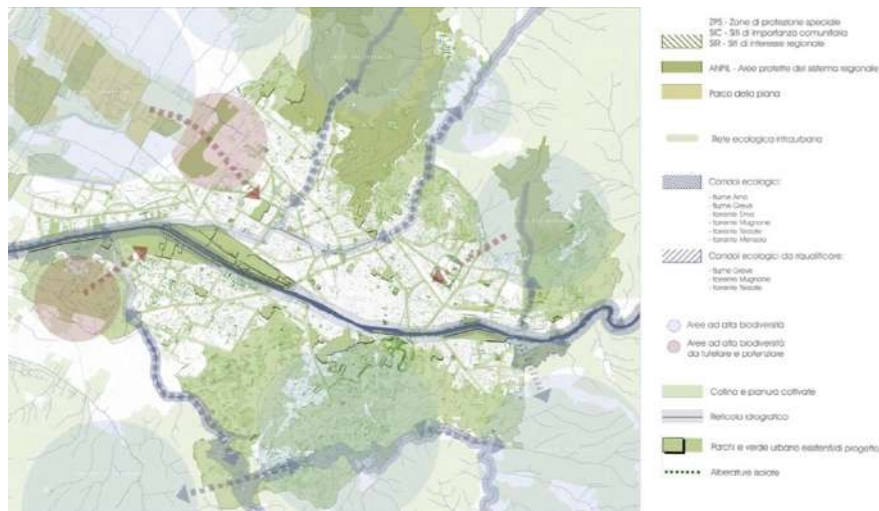 ZPS - Zone di protezione speciale
SIC - Siti di importanza comunitaria
SIR - Siti di interesse regionale
ANPIL - Aree protette del sistema regionale
Parco della piana
Rete ecologica intraurbana
Corridoi ecologici:
- fiume Arno
- fiume Greve
- torrente Ema
- torrente Mugnone
- torrente Terzolle
- torrente Mensola
Corridoi ecologici da riqualificare:
- fiume Greve
- torrente Mugnone
- torrente Terzolle
Aree ad alta biodiversità
Aree ad alta biodiversità
da tutelare e potenziare
Collina e pianura coltivate
Reticolo idrografico
Parchi e verde urbano esistenti/di progetto
Alberature isolate